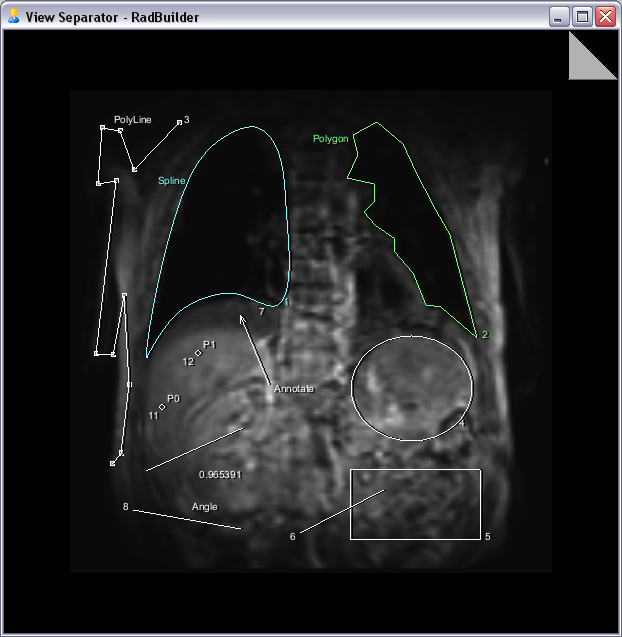 View Separator - RadBuilder
PolyLine
3
Polygon
Spline
7
2
P1
12
Annotate
P0
11
4
0.965391
Angle
8
6
5